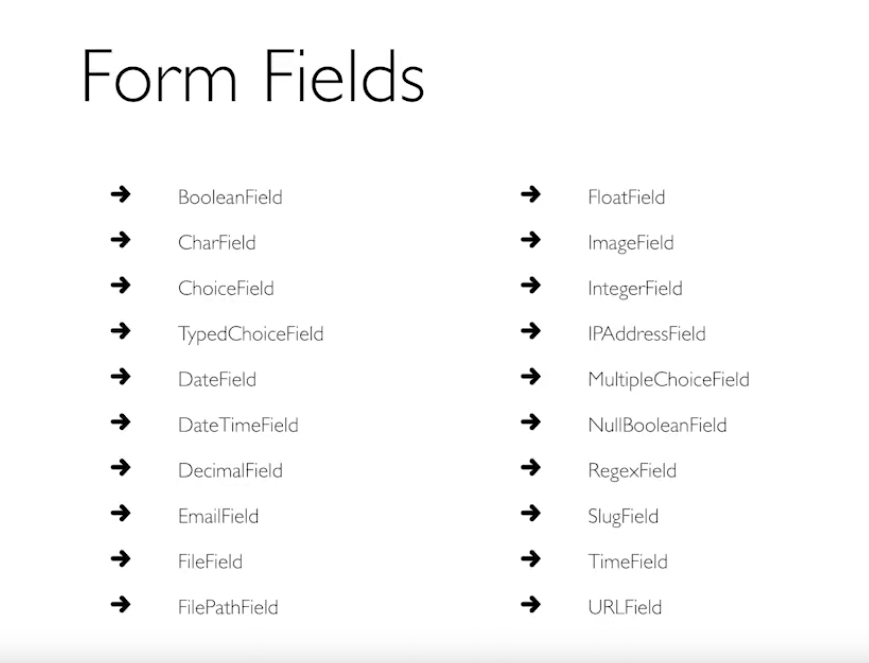 Form Fields
➔ BooleanField
➔ CharField
➔ ChoiceField
➔ TypedChoiceField
➔ DateField
➔ DateTimeField
➔ DecimalField
➔ EmailField
➔ FileField
➔ FilePathField
➔ FloatField
➔ ImageField
➔ IntegerField
➔ IPAddressField
➔ MultipleChoiceField
➔ NullBooleanField
➔ RegexField
➔ SlugField
➔ TimeField
➔ URLField